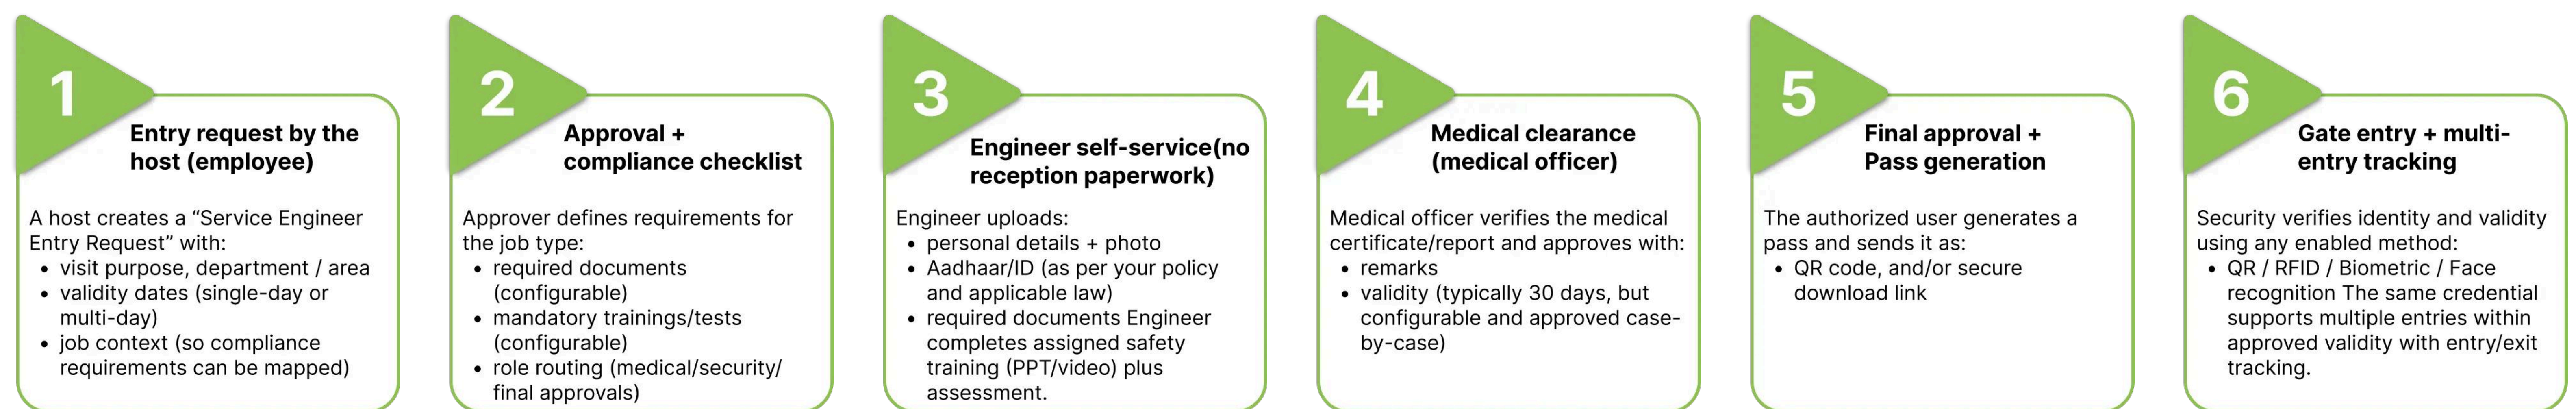 1
Entry request by the
host (employee)
A host creates a “Service Engineer
Entry Request” with:
• visit purpose, department / area
• validity dates (single-day or
multi-day)
• job context (so compliance
requirements can be mapped)
2
Approval +
compliance checklist
Approver defines requirements for
the job type:
• required documents
(configurable)
• mandatory trainings/tests
(configurable)
• role routing (medical/security/
final approvals)
3
Engineer self-service(no
reception paperwork)
Engineer uploads:
• personal details + photo
• Aadhaar/ID (as per your policy
and applicable law)
• required documents Engineer
completes assigned safety
training (PPT/video) plus
assessment.
4
Medical clearance
(medical officer)
Medical officer verifies the medical
certificate/report and approves with:
• remarks
• validity (typically 30 days, but
configurable and approved case-
by-case)
5
Final approval +
Pass generation
The authorized user generates a
pass and sends it as:
• QR code, and/or secure
download link
6
Gate entry + multi-
entry tracking
Security verifies identity and validity
using any enabled method:
• QR / RFID / Biometric / Face
recognition The same credential
supports multiple entries within
approved validity with entry/exit
tracking.